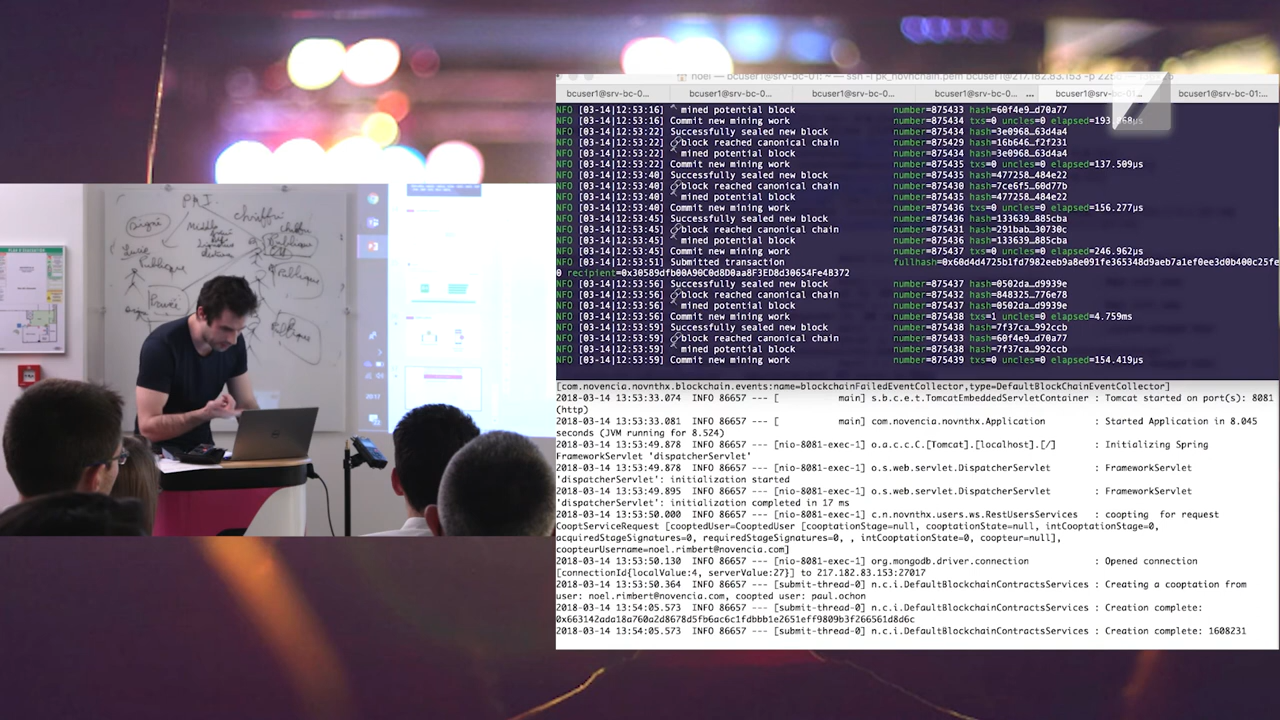 noel — bcuser1@srv-bc-01: ~ — ssh -i pk_novnchain.pem bcuser1@217.182.83.153 -p 2256
bcuser1@srv-bc-0... bcuser1@srv-bc-0... bcuser1@srv-bc-0... bcuser1@srv-bc-0... ... bcuser1@srv-bc-01... bcuser1@srv-bc-01:...
NFO [03-14|12:53:16] mined potential block number=875433 hash=60f4e9…d70a77
NFO [03-14|12:53:16] Commit new mining work number=875434 txs=0 uncles=0
NFO [03-14|12:53:22] Successfully sealed new block number=875434 hash=3e0968…63d4a4
NFO [03-14|12:53:22] block reached canonical chain number=875429 hash=16b646…f2f231
NFO [03-14|12:53:22] mined potential block number=875434 hash=3e0968…63d4a4
NFO [03-14|12:53:22] Commit new mining work number=875435 txs=0 uncles=0 elapsed=137.509µs
NFO [03-14|12:53:40] Successfully sealed new block number=875435 hash=477258…484e22
NFO [03-14|12:53:40] block reached canonical chain number=875430 hash=7ce6f5…60d77b
NFO [03-14|12:53:40] mined potential block number=875435 hash=477258…484e22
NFO [03-14|12:53:40] Commit new mining work number=875436 txs=0 uncles=0 elapsed=156.277µs
NFO [03-14|12:53:45] Successfully sealed new block number=875436 hash=133639…885cba
NFO [03-14|12:53:45] block reached canonical chain number=875431 hash=291bab…30730c
NFO [03-14|12:53:45] mined potential block number=875436 hash=133639…885cba
NFO [03-14|12:53:45] Commit new mining work number=875437 txs=0 uncles=0 elapsed=246.962µs
NFO [03-14|12:53:51] Submitted transaction fullhash=0x60d4d4725b1fd7982eeb9a8e091fe365348d9aeb7a1ef0ee3d0b400c25fe
0 recipient=0x30589dfb00A90C0d8D0aa8F3ED8d30654Fe4B372
NFO [03-14|12:53:56] Successfully sealed new block number=875437 hash=0502da…d9939e
NFO [03-14|12:53:56] block reached canonical chain number=875432 hash=848325…776e78
NFO [03-14|12:53:56] mined potential block number=875437 hash=0502da…d9939e
NFO [03-14|12:53:56] Commit new mining work number=875438 txs=1 uncles=0 elapsed=4.759ms
NFO [03-14|12:53:59] Successfully sealed new block number=875438 hash=7f37ca…992ccb
NFO [03-14|12:53:59] block reached canonical chain number=875433 hash=60f4e9…d70a77
NFO [03-14|12:53:59] mined potential block number=875438 hash=7f37ca…992ccb
NFO [03-14|12:53:59] Commit new mining work number=875439 txs=0 uncles=0 elapsed=154.419µs
[com.novencia.novnthx.blockchain.events:name=blockchainFailedEventCollector,type=DefaultBlockChainEventCollector]
2018-03-14 13:53:33.074 INFO 86657 --- [ main] s.b.c.e.t.TomcatEmbeddedServletContainer : Tomcat started on port(s): 8081
(http)
2018-03-14 13:53:33.081 INFO 86657 --- [ main] com.novencia.novnthx.Application : Started Application in 8.045
seconds (JVM running for 8.524)
2018-03-14 13:53:49.878 INFO 86657 --- [nio-8081-exec-1] o.a.c.c.C.[Tomcat].[localhost].[/] : Initializing Spring
FrameworkServlet 'dispatcherServlet'
2018-03-14 13:53:49.878 INFO 86657 --- [nio-8081-exec-1] o.s.web.servlet.DispatcherServlet : FrameworkServlet
'dispatcherServlet': initialization started
2018-03-14 13:53:49.895 INFO 86657 --- [nio-8081-exec-1] o.s.web.servlet.DispatcherServlet : FrameworkServlet
'dispatcherServlet': initialization completed in 17 ms
2018-03-14 13:53:50.000 INFO 86657 --- [nio-8081-exec-1] c.n.novnthx.users.ws.RestUsersServices : coopting for request
CooptServiceRequest [cooptedUser=CooptedUser [cooptationStage=null, cooptationState=null, intCooptationStage=0,
acquiredStageSignatures=0, requiredStageSignatures=0, , intCooptationState=0, coopteur=null],
coopteurUsername=noel.rimbert@novencia.com]
2018-03-14 13:53:50.130 INFO 86657 --- [nio-8081-exec-1] org.mongodb.driver.connection : Opened connection
[connectionId{localValue:4, serverValue:27}] to 217.182.83.153:27017
2018-03-14 13:53:50.364 INFO 86657 --- [submit-thread-0] n.c.i.DefaultBlockchainContractsServices : Creating a cooptation from
user: noel.rimbert@novencia.com, coopted user: paul.ochon
2018-03-14 13:54:05.573 INFO 86657 --- [submit-thread-0] n.c.i.DefaultBlockchainContractsServices : Creation complete:
0x663142ada18a760a2d8678d5fb6ac6c1fdbbb1e2651eff9809b3f266561d8d6c
2018-03-14 13:54:05.573 INFO 86657 --- [submit-thread-0] n.c.i.DefaultBlockchainContractsServices : Creation complete: 1608231
Publique
Publique
Privée
DELL